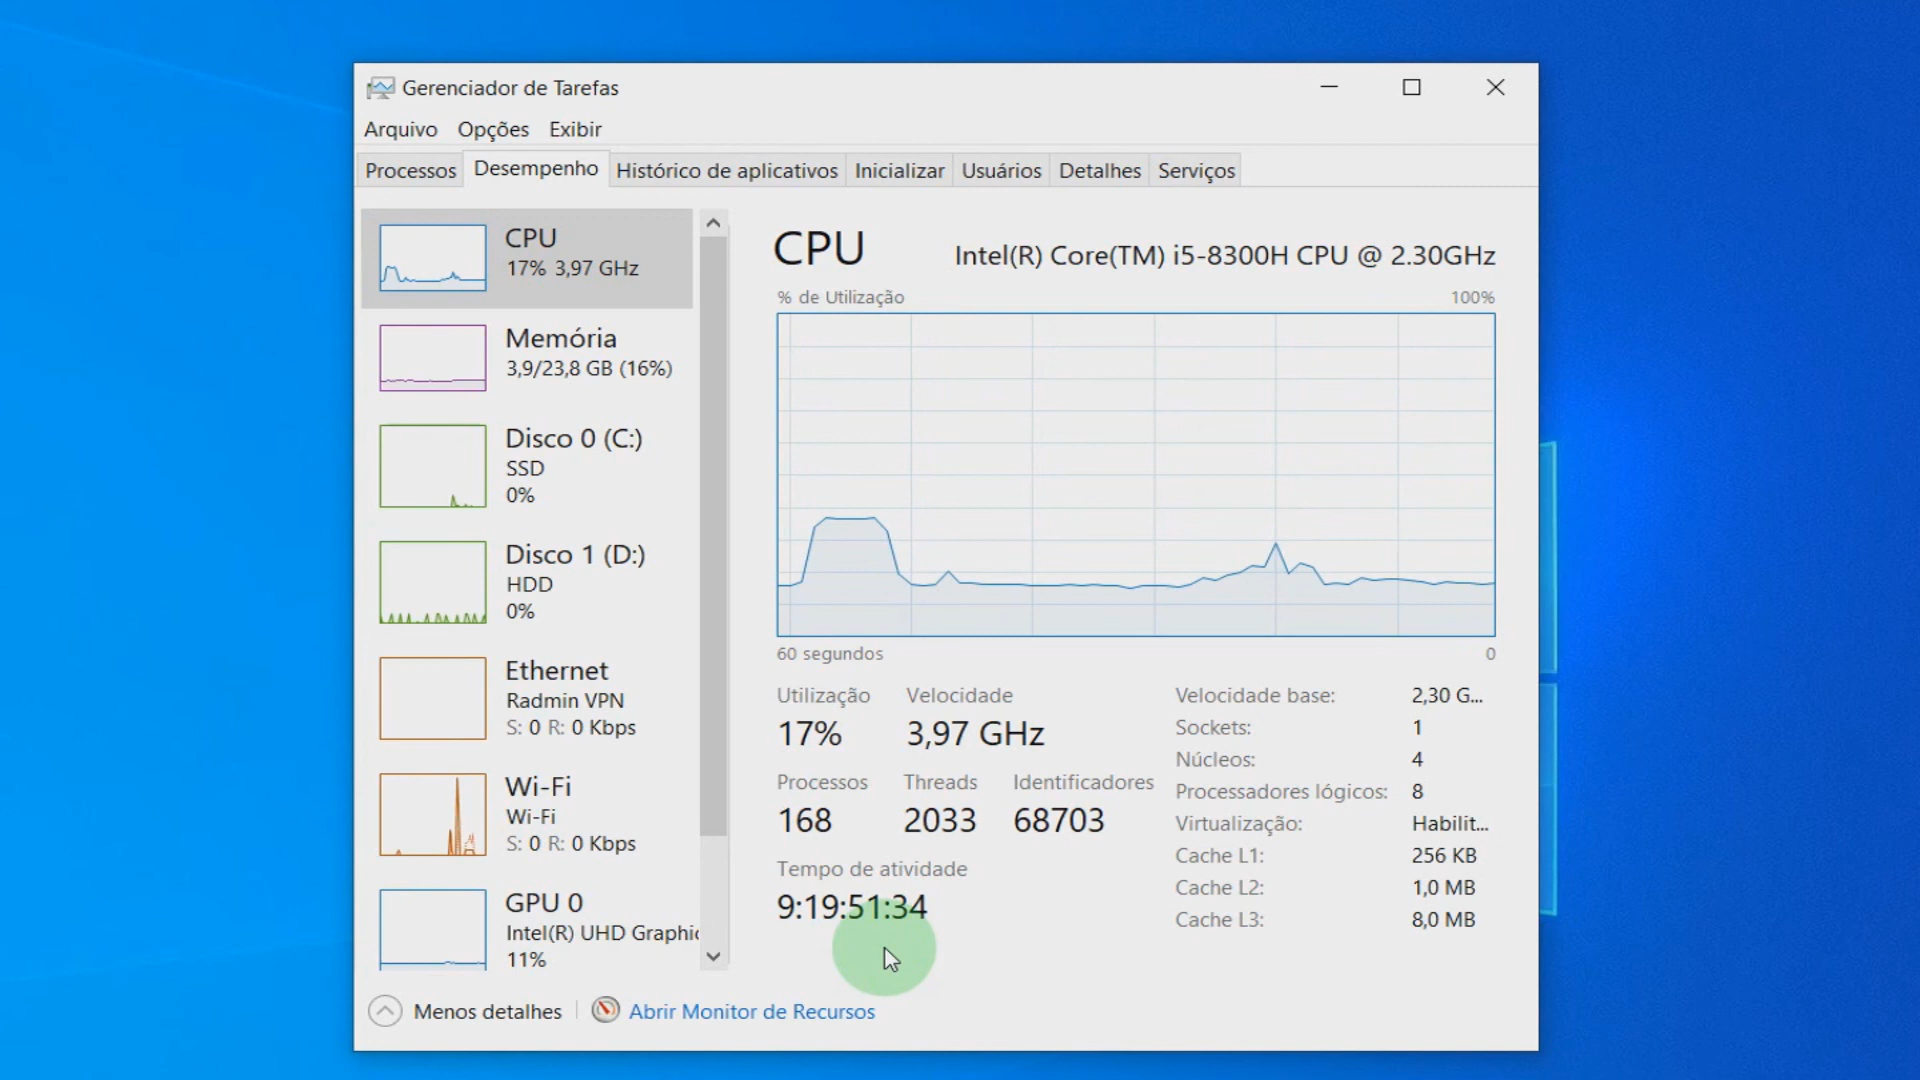 Gerenciador de Tarefas
Arquivo Opções Exibir
Processos Desempenho Histórico de aplicativos Inicializar Usuários Detalhes Serviços
CPU
17% 3,97 GHz
Memória
3,9/23,8 GB (16%)
Disco 0 (C:)
SSD
0%
Disco 1 (D:)
HDD
0%
Ethernet
Radmin VPN
S: 0 R: 0 Kbps
Wi-Fi
Wi-Fi
S: 0 R: 0 Kbps
GPU 0
Intel(R) UHD Graphic
11%
CPU Intel(R) Core(TM) i5-8300H CPU @ 2.30GHz
% de Utilização 100%
60 segundos 0
Utilização Velocidade
17% 3,97 GHz
Processos Threads Identificadores
168 2033 68703
Tempo de atividade
9:19:51:34
Velocidade base: 2,30 G...
Sockets: 1
Núcleos: 4
Processadores lógicos: 8
Virtualização: Habilit...
Cache L1: 256 KB
Cache L2: 1,0 MB
Cache L3: 8,0 MB
Menos detalhes Abrir Monitor de Recursos